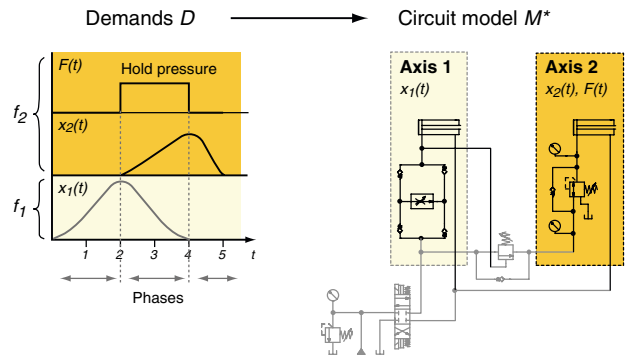 Demands D
Circuit model M*
F(t)
Hold pressure
f2
x2(t)
x1(t)
f1
1 2 3 4 5 t
Phases
Axis 1
x1(t)
Axis 2
x2(t), F(t)